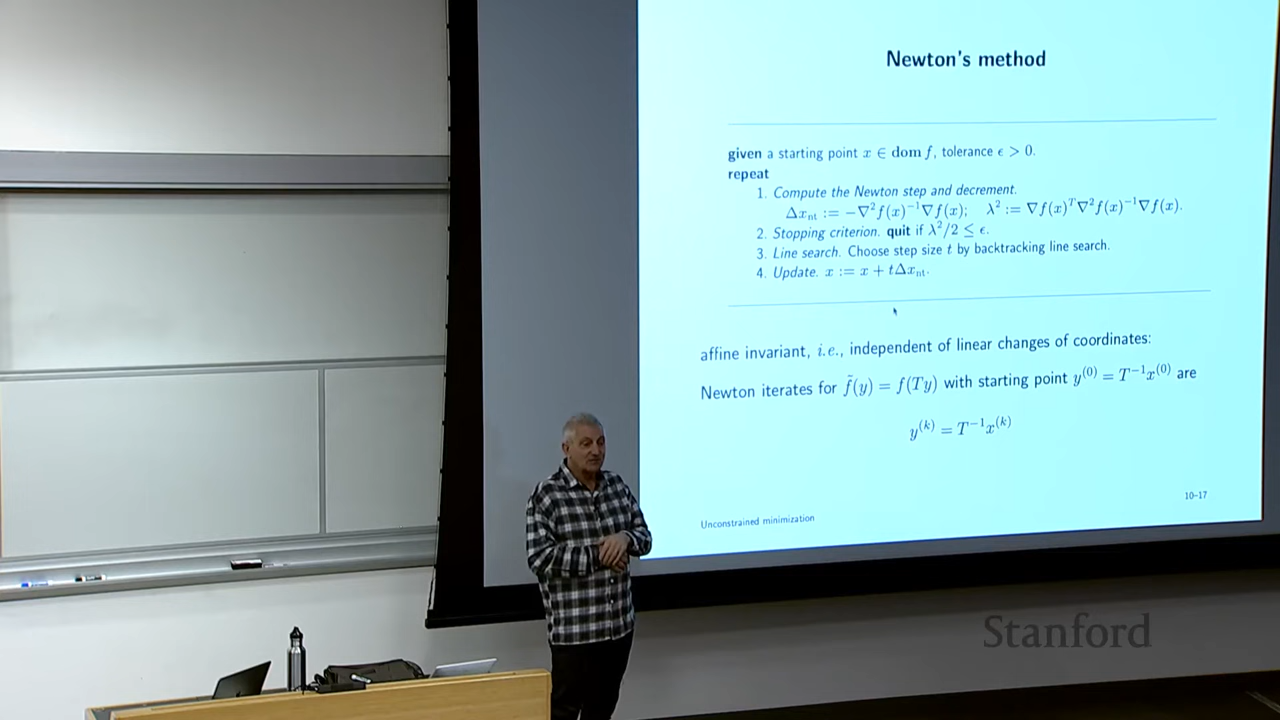 Newton's method
given a starting point x ∈ dom f, tolerance ϵ > 0.
repeat
1. Compute the Newton step and decrement.
Δxₙₜ := −∇²f(x)⁻¹∇f(x); λ² := ∇f(x)ᵀ∇²f(x)⁻¹∇f(x).
2. Stopping criterion. quit if λ²/2 ≤ ϵ.
3. Line search. Choose step size t by backtracking line search.
4. Update. x := x + tΔxₙₜ.
affine invariant, i.e., independent of linear changes of coordinates:
Newton iterates for f̃(y) = f(Ty) with starting point y⁽⁰⁾ = T⁻¹x⁽⁰⁾ are
y⁽ᵏ⁾ = T⁻¹x⁽ᵏ⁾
Unconstrained minimization
10–17
Stanford